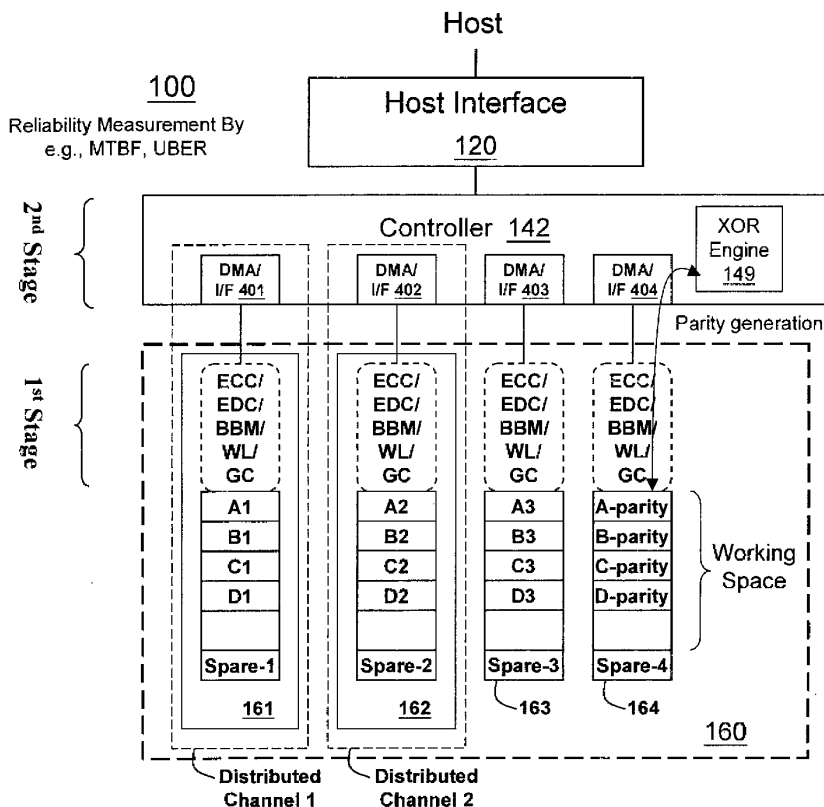 Host
100
Reliability Measurement By
e.g., MTBF, UBER
Host Interface
120
2nd Stage
Controller 142
XOR
Engine
149
DMA/
I/F 401
DMA/
I/F 402
DMA/
I/F 403
DMA/
I/F 404
Parity generation
1st Stage
ECC/
EDC/
BBM/
WL/
GC
ECC/
EDC/
BBM/
WL/
GC
ECC/
EDC/
BBM/
WL/
GC
ECC/
EDC/
BBM/
WL/
GC
A1
B1
C1
D1
Spare-1
A2
B2
C2
D2
Spare-2
A3
B3
C3
D3
Spare-3
A-parity
B-parity
C-parity
D-parity
Spare-4
Working
Space
161
162
163
164
160
Distributed
Channel 1
Distributed
Channel 2